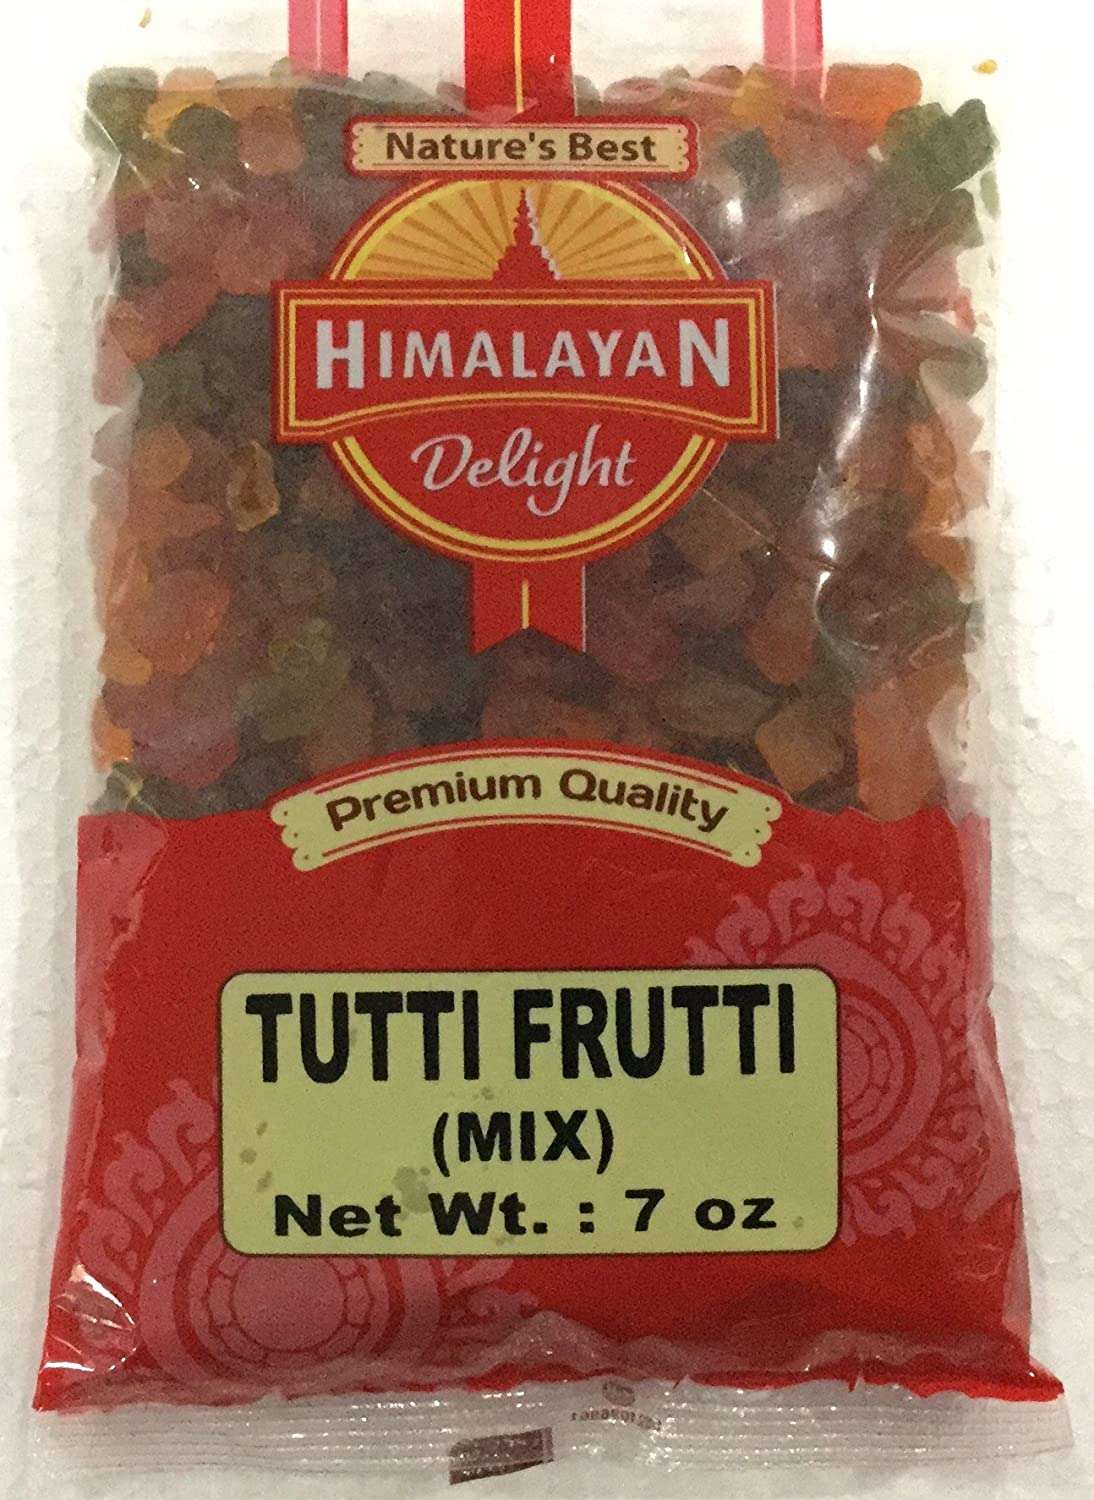 Nature's Best
HIMALAYAN
Delight
Premium Quality
TUTTI FRUTTI
(MIX)
Net Wt. : 7 oz